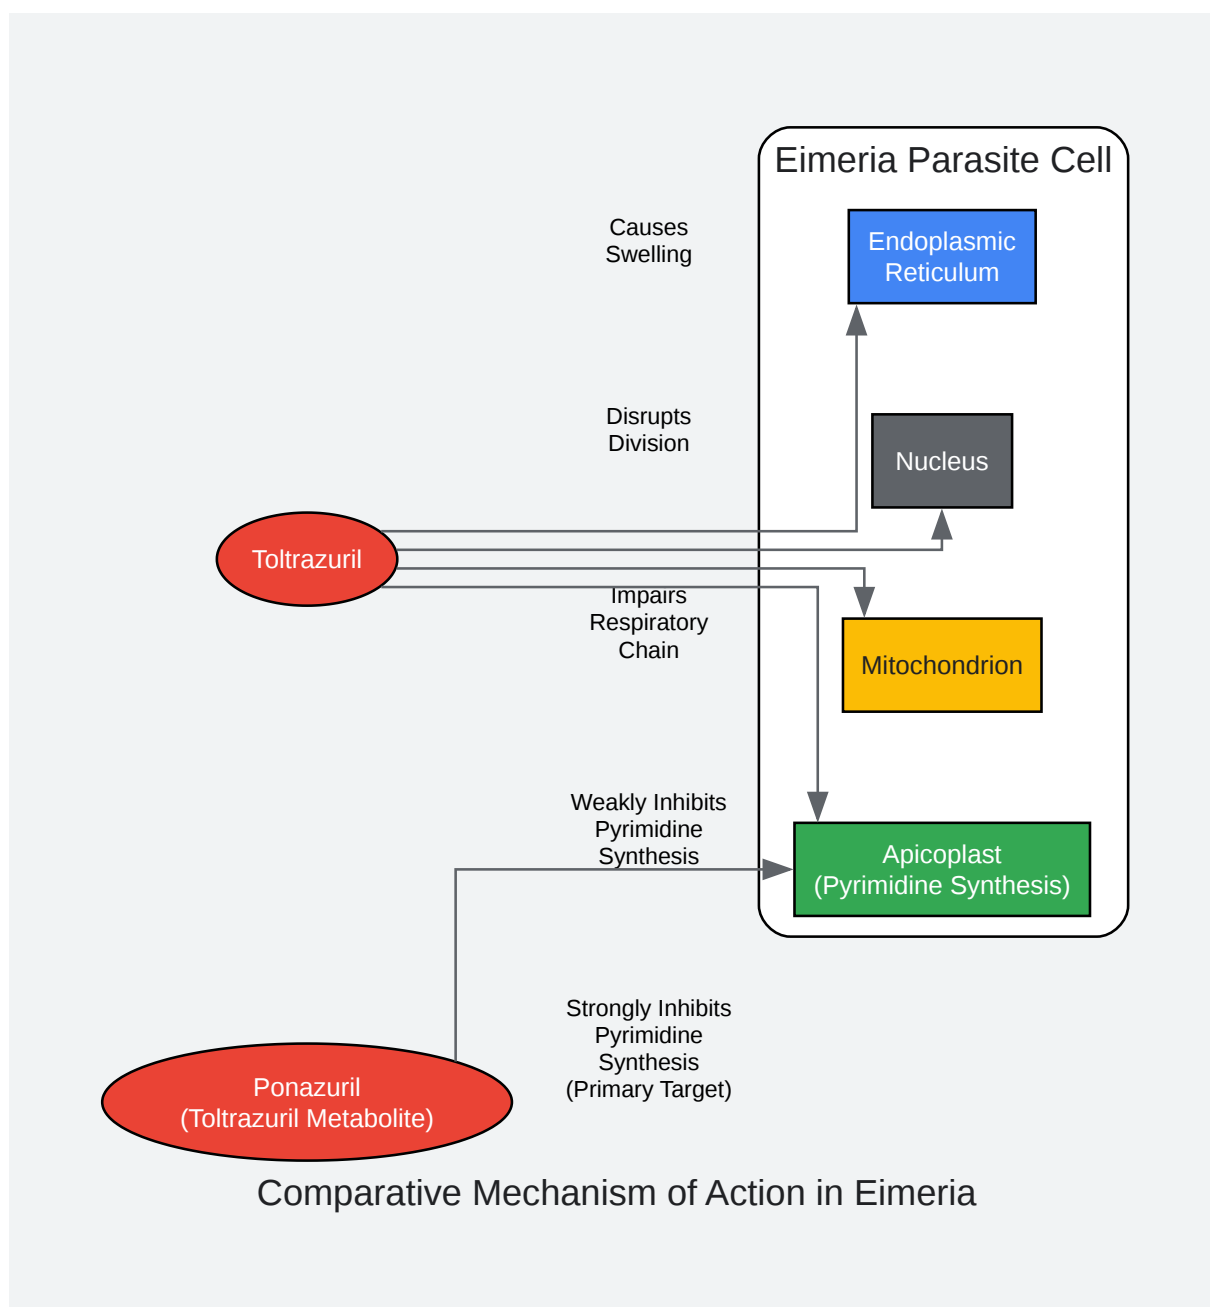 Eimeria Parasite Cell
Causes
Swelling
Endoplasmic
Reticulum
Disrupts
Division
Nucleus
Toltrazuril
Impairs
Respiratory
Chain
Mitochondrion
Weakly Inhibits
Pyrimidine
Synthesis
Apicoplast
(Pyrimidine Synthesis)
Strongly Inhibits
Pyrimidine
Synthesis
(Primary Target)
Ponazuril
(Toltrazuril Metabolite)
Comparative Mechanism of Action in Eimeria